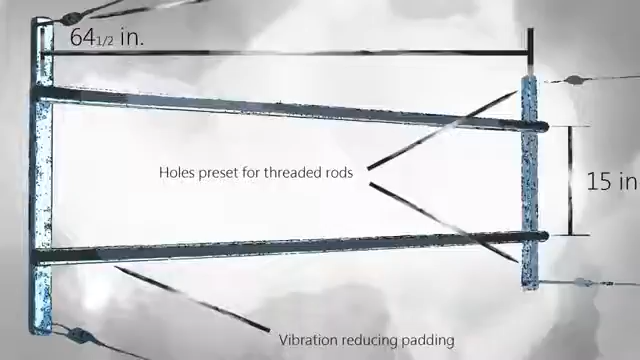 64 1/2 in.
Holes preset for threaded rods
15 in
Vibration reducing padding